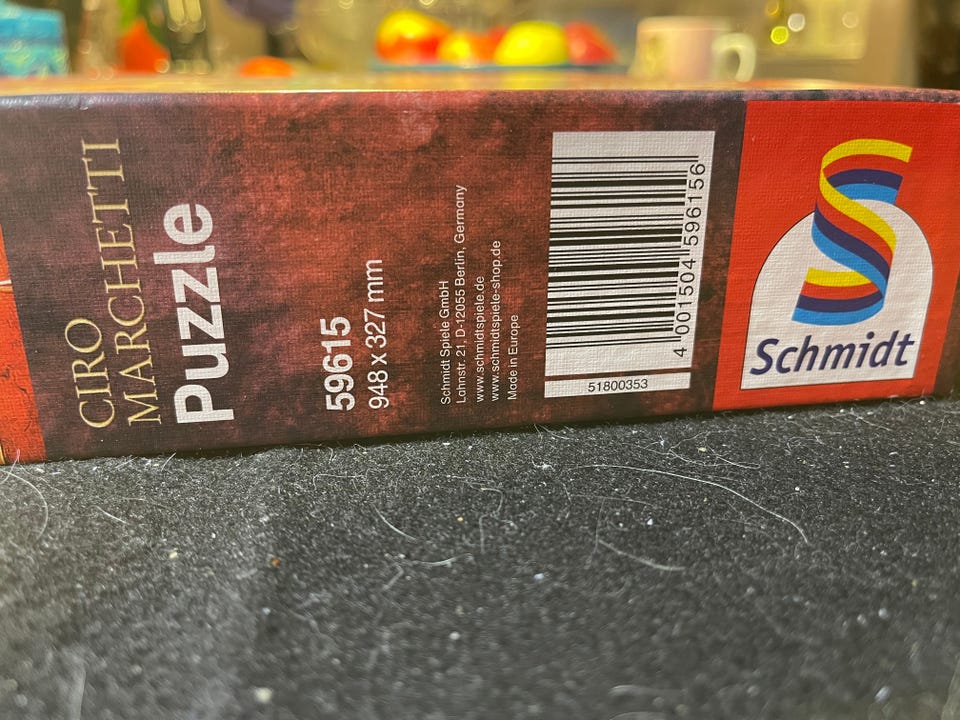 CIRO
MARCHETTI
Puzzle
59615
948 x 327 mm
Schmidt Spiele GmbH
Lahnstr. 21, D-12055 Berlin, Germany
www.schmidtspiele.de
www.schmidtspiele-shop.de
Made in Europe
4 001504 596156
51800353
Schmidt